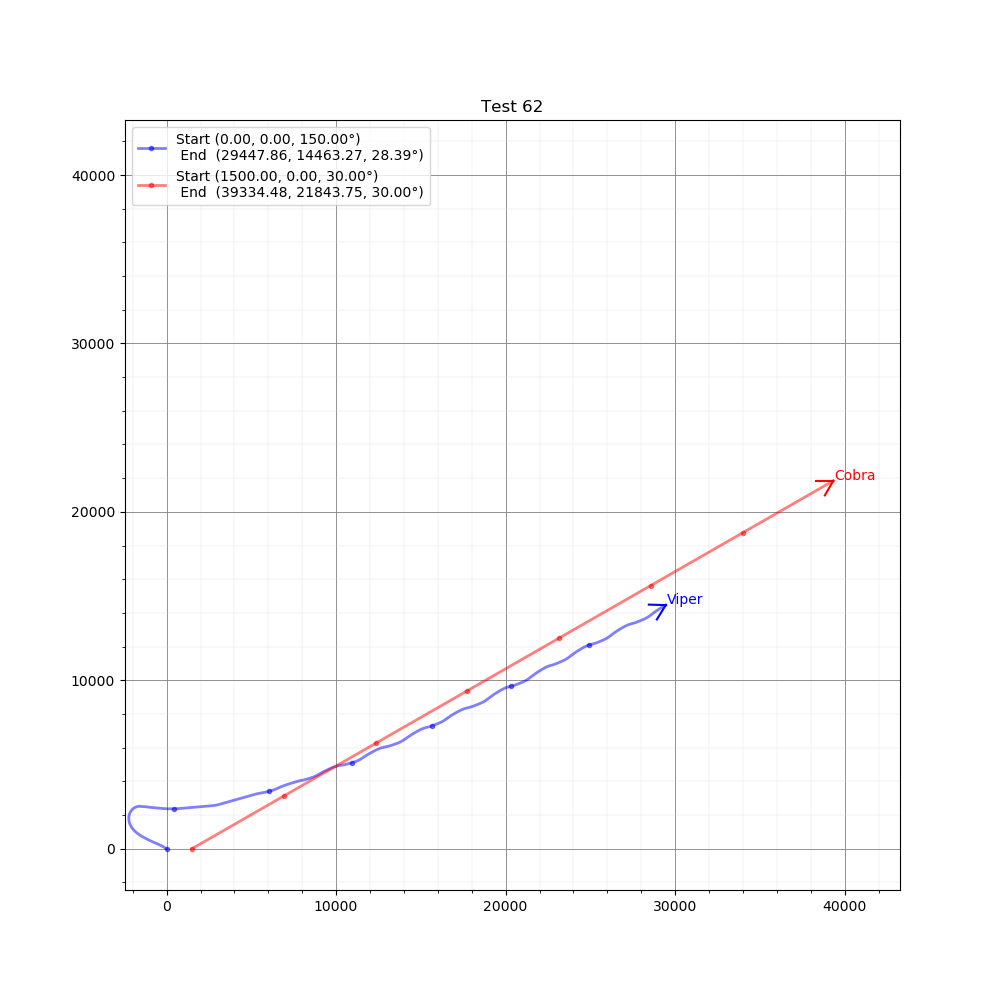 Test 62
Start (0.00, 0.00, 150.00°)
End (29447.86, 14463.27, 28.39°)
Start (1500.00, 0.00, 30.00°)
End (39334.48, 21843.75, 30.00°)
40000
30000
20000
10000
0
Cobra
Viper
0
10000
20000
30000
40000